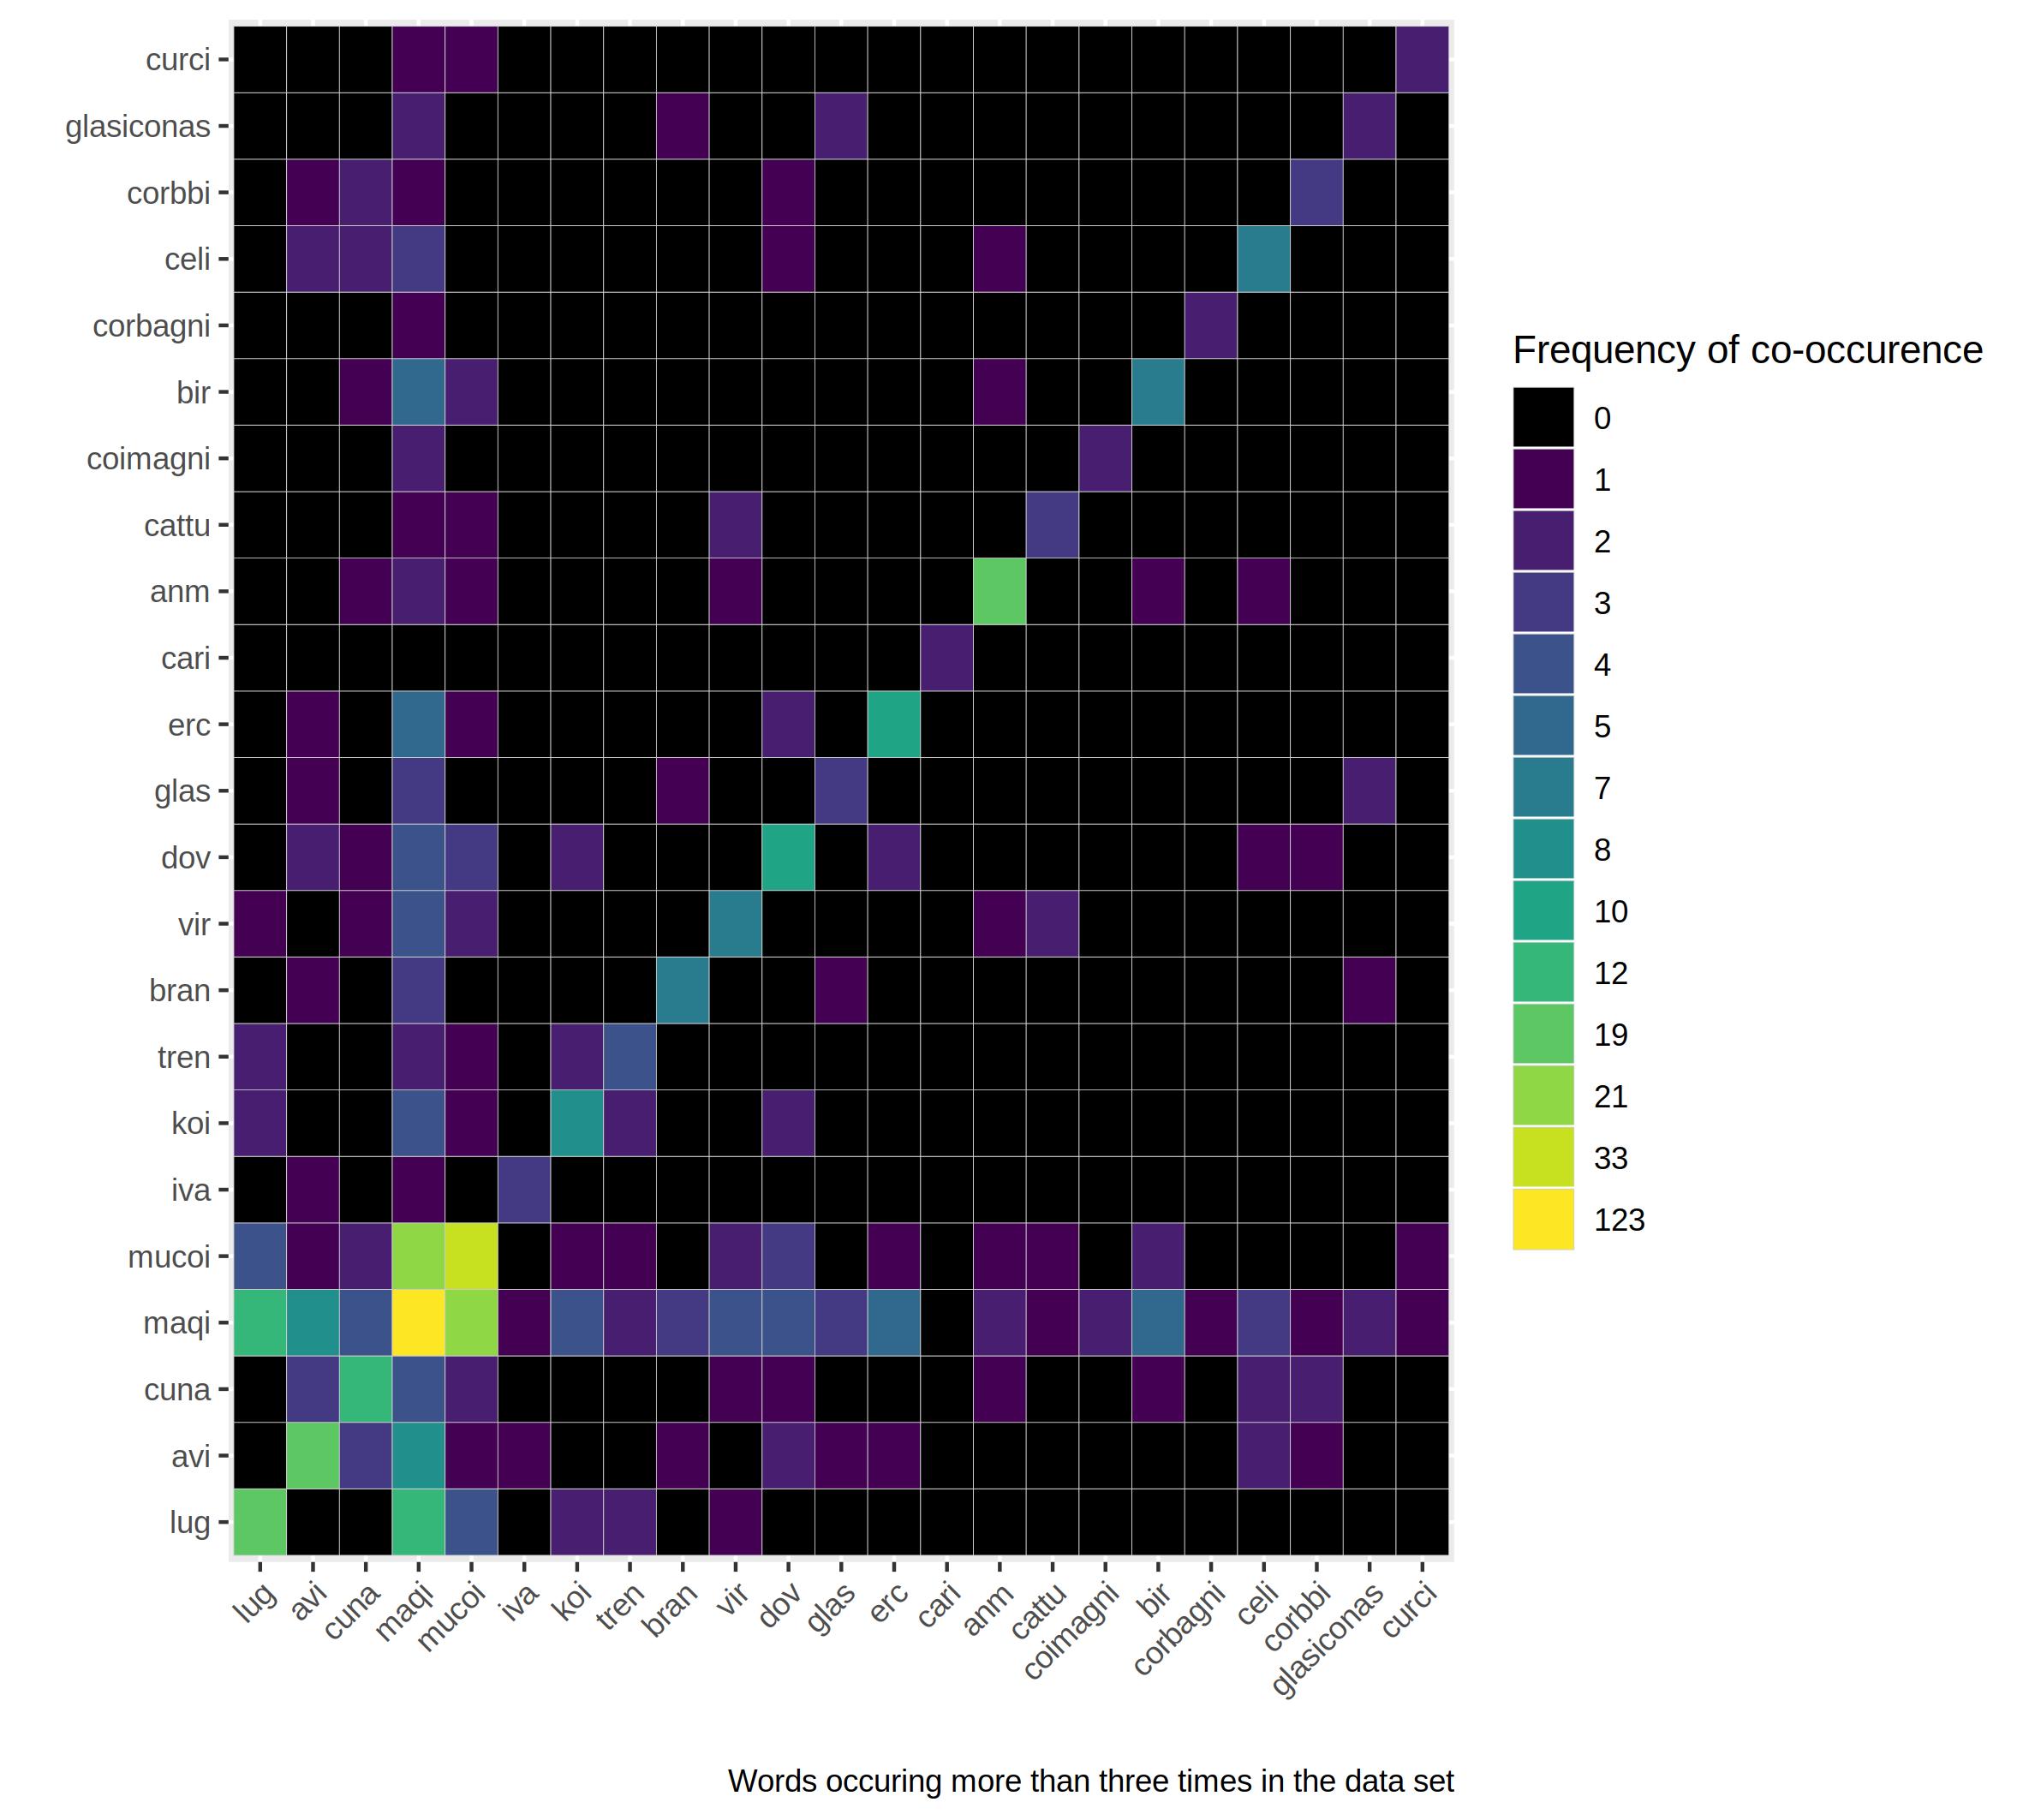 curci
glasiconas
corbbi
celi
corbagni
bir
coimagni
cattu
anm
cari
erc
glas
dov
vir
bran
tren
koi
iva
mucoi
maqi
cuna
avi
lug
lug
avi
cuna
maqi
mucoi
iva
koi
tren
bran
vir
dov
glas
erc
cari
anm
cattu
coimagni
bir
corbagni
celi
corbbi
glasiconas
curci
Words occuring more than three times in the data set
Frequency of co-occurence
0
1
2
3
4
5
7
8
10
12
19
21
33
123